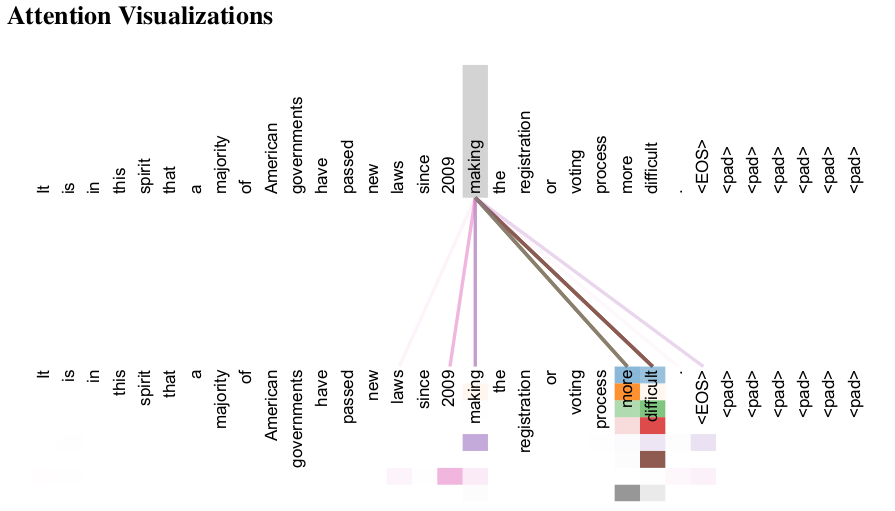 Attention Visualizations
It is in this spirit that a majority of American governments have passed new laws since 2009 making the registration or voting process more difficult . <EOS> <pad> <pad> <pad> <pad> <pad> <pad>
It is in this spirit that a majority of American governments have passed new laws since 2009 making the registration or voting process more difficult . <EOS> <pad> <pad> <pad> <pad> <pad> <pad>